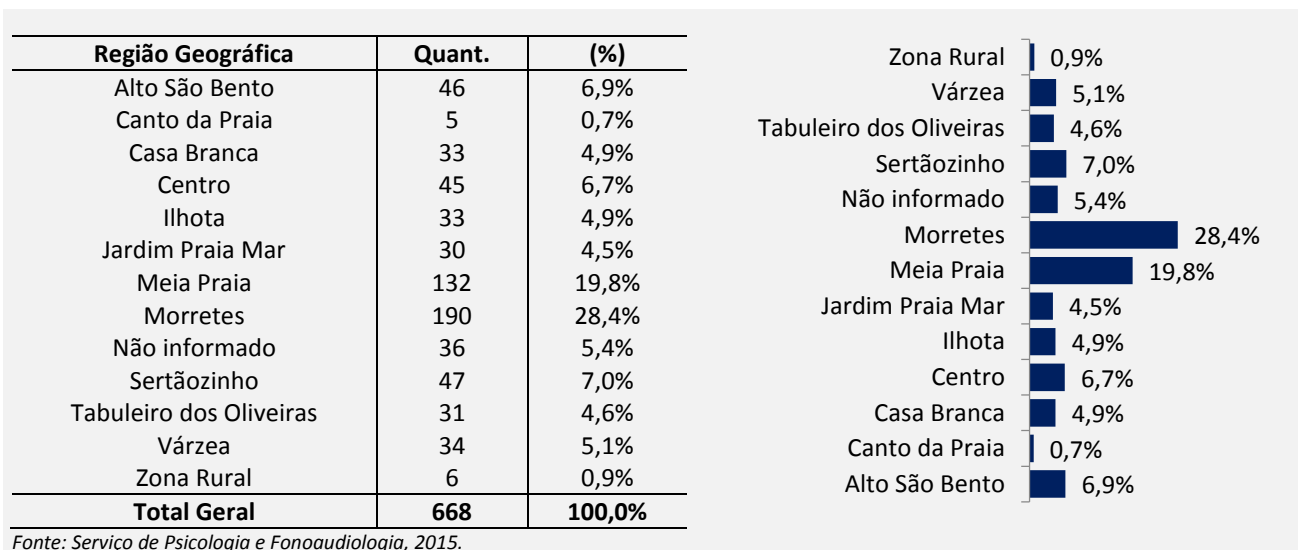 Região Geográfica Quant. (%)
Alto São Bento 46 6,9%
Canto da Praia 5 0,7%
Casa Branca 33 4,9%
Centro 45 6,7%
Ilhota 33 4,9%
Jardim Praia Mar 30 4,5%
Meia Praia 132 19,8%
Morretes 190 28,4%
Não informado 36 5,4%
Sertãozinho 47 7,0%
Tabuleiro dos Oliveiras 31 4,6%
Várzea 34 5,1%
Zona Rural 6 0,9%
Total Geral 668 100,0%
Fonte: Serviço de Psicologia e Fonoaudiologia, 2015.
Zona Rural 0,9%
Várzea 5,1%
Tabuleiro dos Oliveiras 4,6%
Sertãozinho 7,0%
Não informado 5,4%
Morretes 28,4%
Meia Praia 19,8%
Jardim Praia Mar 4,5%
Ilhota 4,9%
Centro 6,7%
Casa Branca 4,9%
Canto da Praia 0,7%
Alto São Bento 6,9%